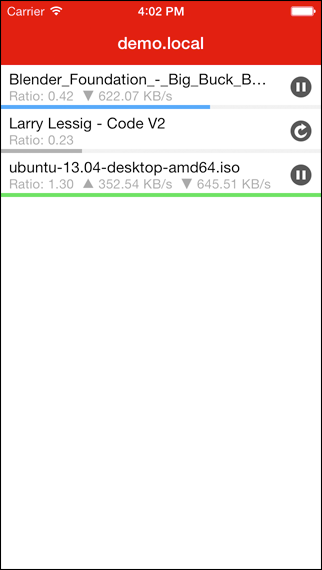 Carrier 4:02 PM
demo.local
Blender_Foundation_-_Big_Buck_B...
Ratio: 0.42 ▼ 622.07 KB/s
Larry Lessig - Code V2
Ratio: 0.23
ubuntu-13.04-desktop-amd64.iso
Ratio: 1.30 ▲ 352.54 KB/s ▼ 645.51 KB/s